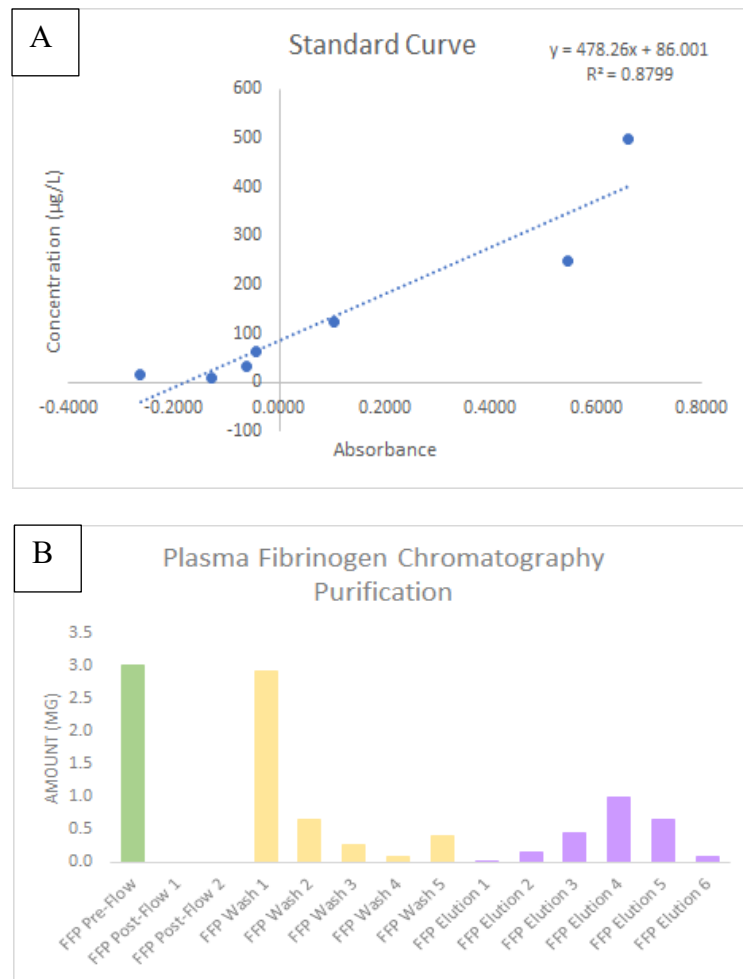 A
Standard Curve
y = 478.26x + 86.001
R² = 0.8799
Concentration (µg/L)
600
500
400
300
200
100
0
-100
-0.4000 -0.2000 0.0000 0.2000 0.4000 0.6000 0.8000
Absorbance
B
Plasma Fibrinogen Chromatography
Purification
AMOUNT (MG)
3.5
3.0
2.5
2.0
1.5
1.0
0.5
0.0
FFP Pre-Flow
FFP Post-Flow 1
FFP Post-Flow 2
FFP Wash 1
FFP Wash 2
FFP Wash 3
FFP Wash 4
FFP Wash 5
FFP Elution 1
FFP Elution 2
FFP Elution 3
FFP Elution 4
FFP Elution 5
FFP Elution 6